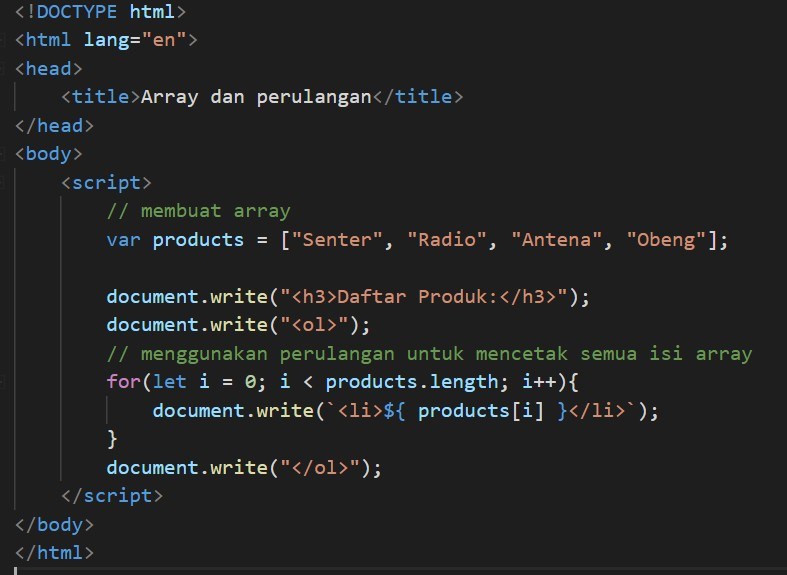 <!DOCTYPE html>
<html lang="en">
<head>
    <title>Array dan perulangan</title>
</head>
<body>
    <script>
        // membuat array
        var products = ["Senter", "Radio", "Antena", "Obeng"];

        document.write("<h3>Daftar Produk:</h3>");
        document.write("<ol>");
        // menggunakan perulangan untuk mencetak semua isi array
        for(let i = 0; i < products.length; i++){
            document.write(`<li>${ products[i] }</li>`);
        }
        document.write("</ol>");
    </script>
</body>
</html>